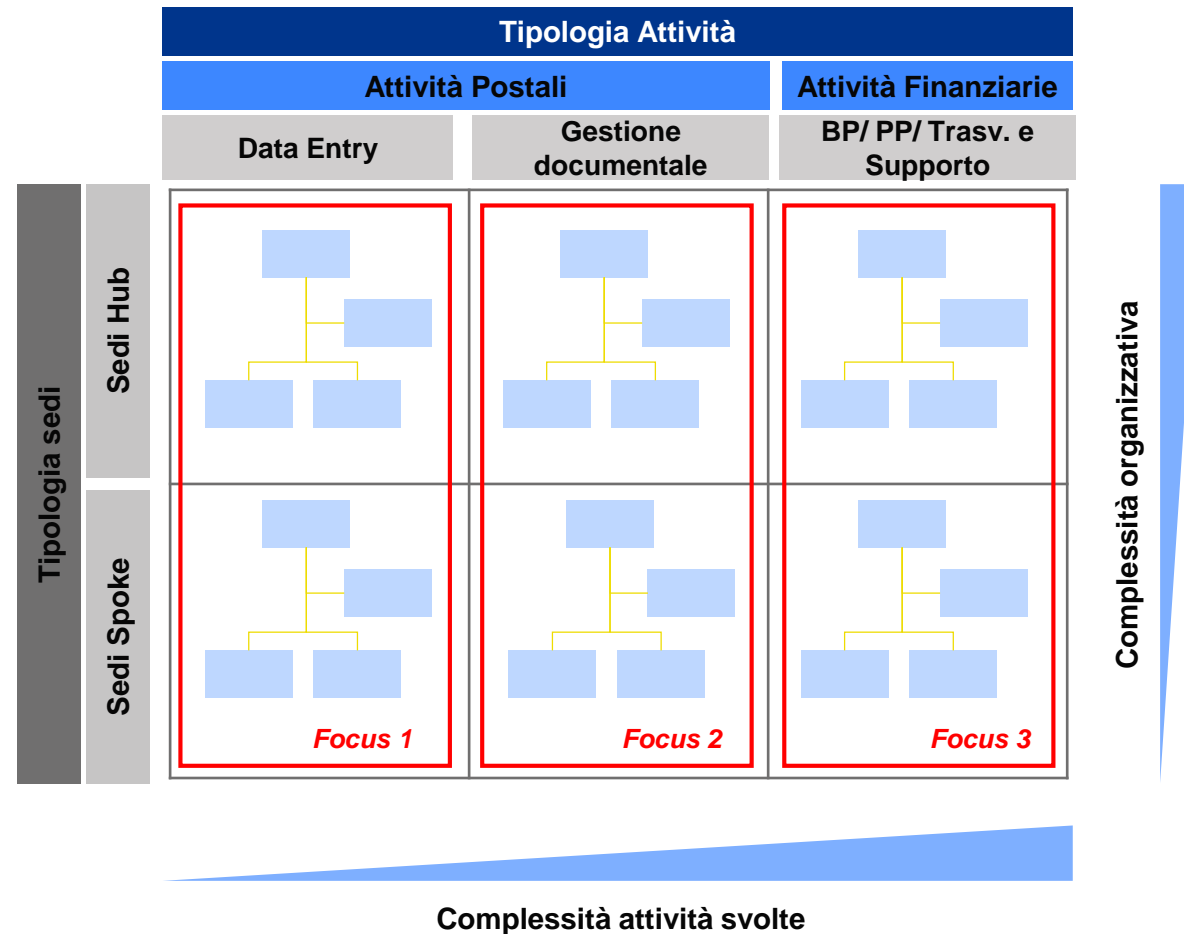 Tipologia Attività
Attività Postali
Attività Finanziarie
Data Entry
Gestione
documentale
BP/ PP/ Trasv. e
Supporto
Tipologia sedi
Sedi Hub
Sedi Spoke
Focus 1
Focus 2
Focus 3
Complessità organizzativa
Complessità attività svolte